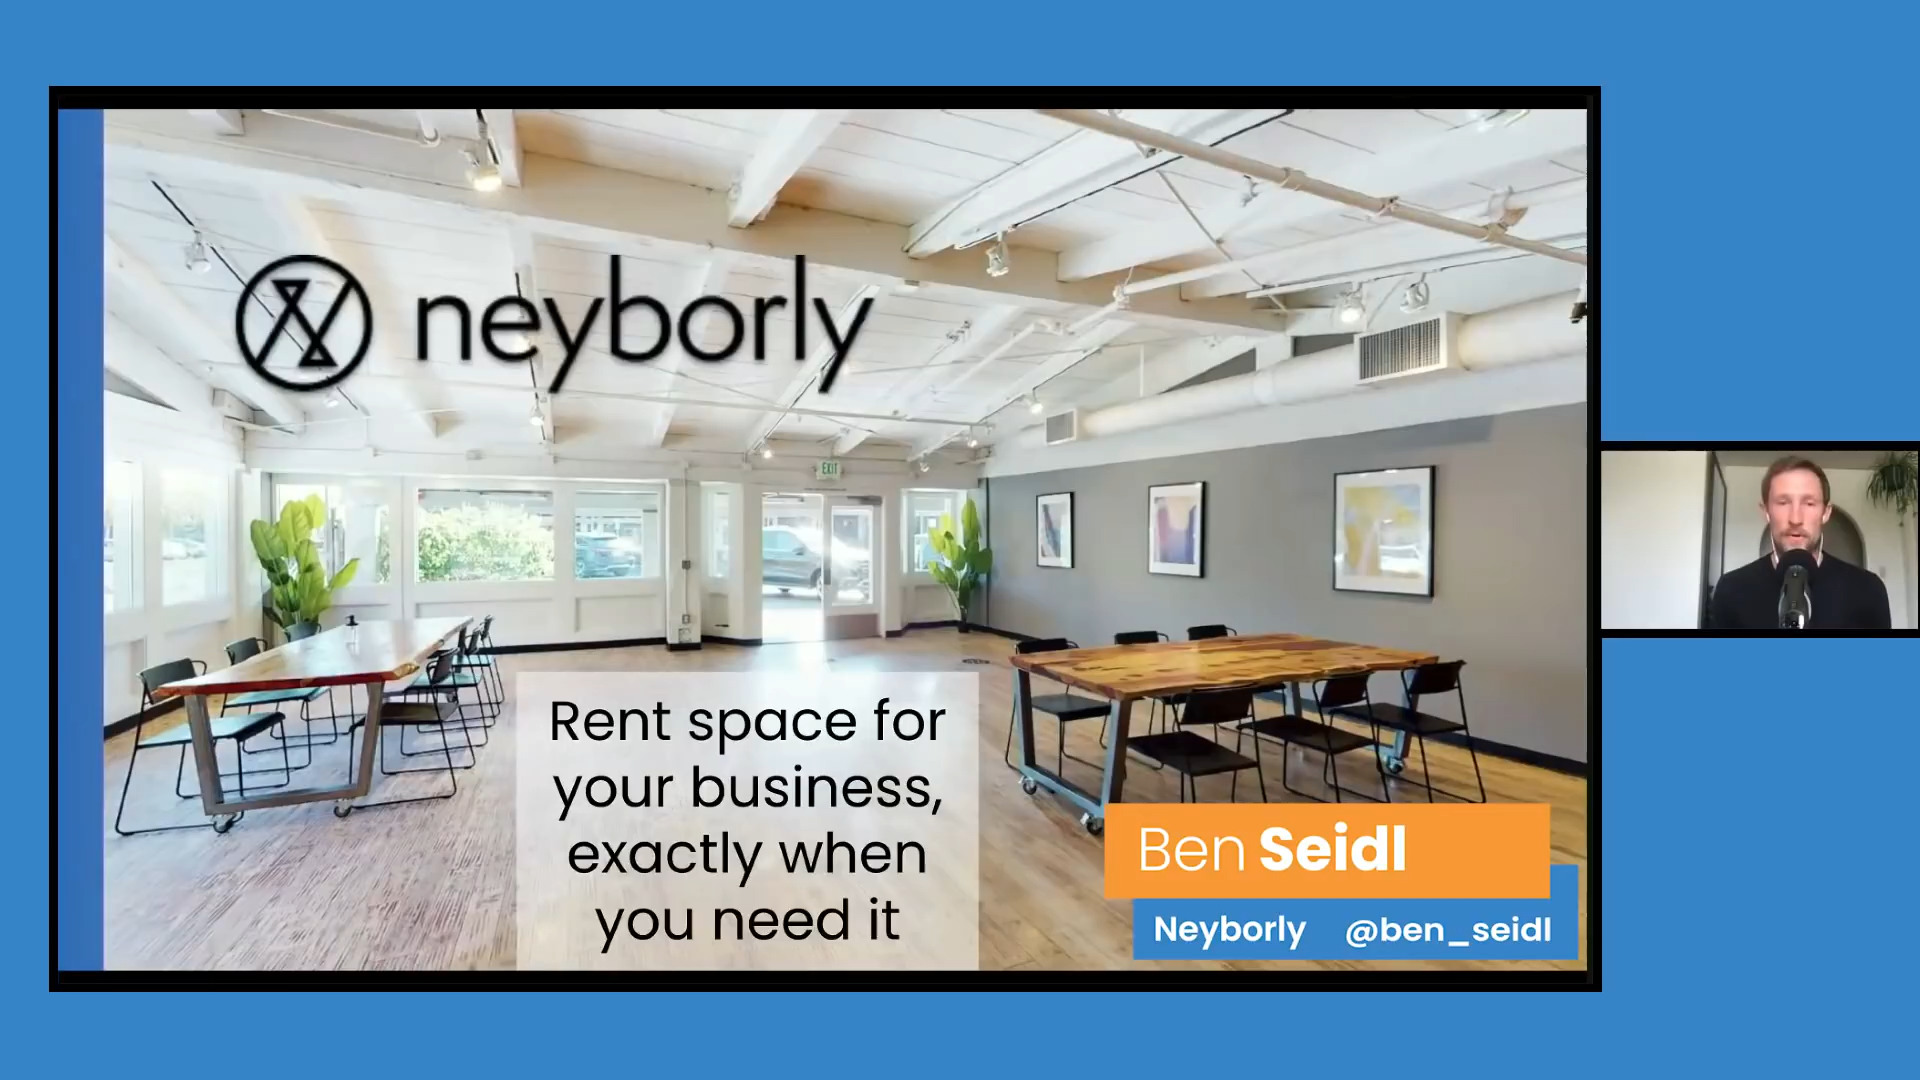 neyborly
EXIT
Rent space for
your business,
exactly when
you need it
Ben Seidl
Neyborly @ben_seidl